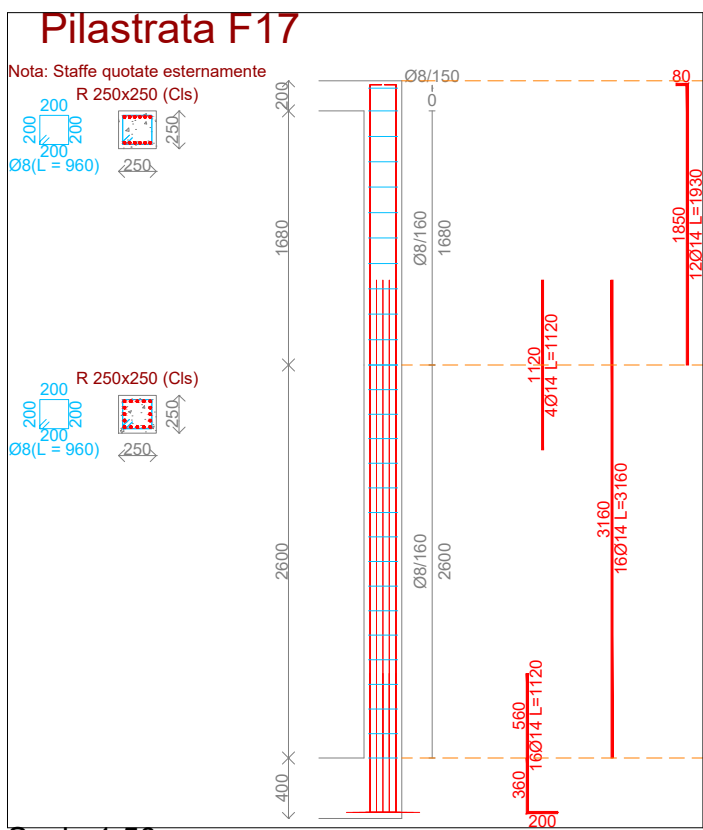 Pilastrata F17
Nota: Staffe quotate esternamente
R 250x250 (Cls)
200
200
200
200
Ø8(L = 960)
250
250
200
1680
2600
400
Ø8/150
0
Ø8/160
1680
Ø8/160
2600
R 250x250 (Cls)
200
200
200
200
Ø8(L = 960)
250
250
80
1850
12Ø14 L=1930
1120
4Ø14 L=1120
3160
16Ø14 L=3160
560
360
16Ø14 L=1120
200